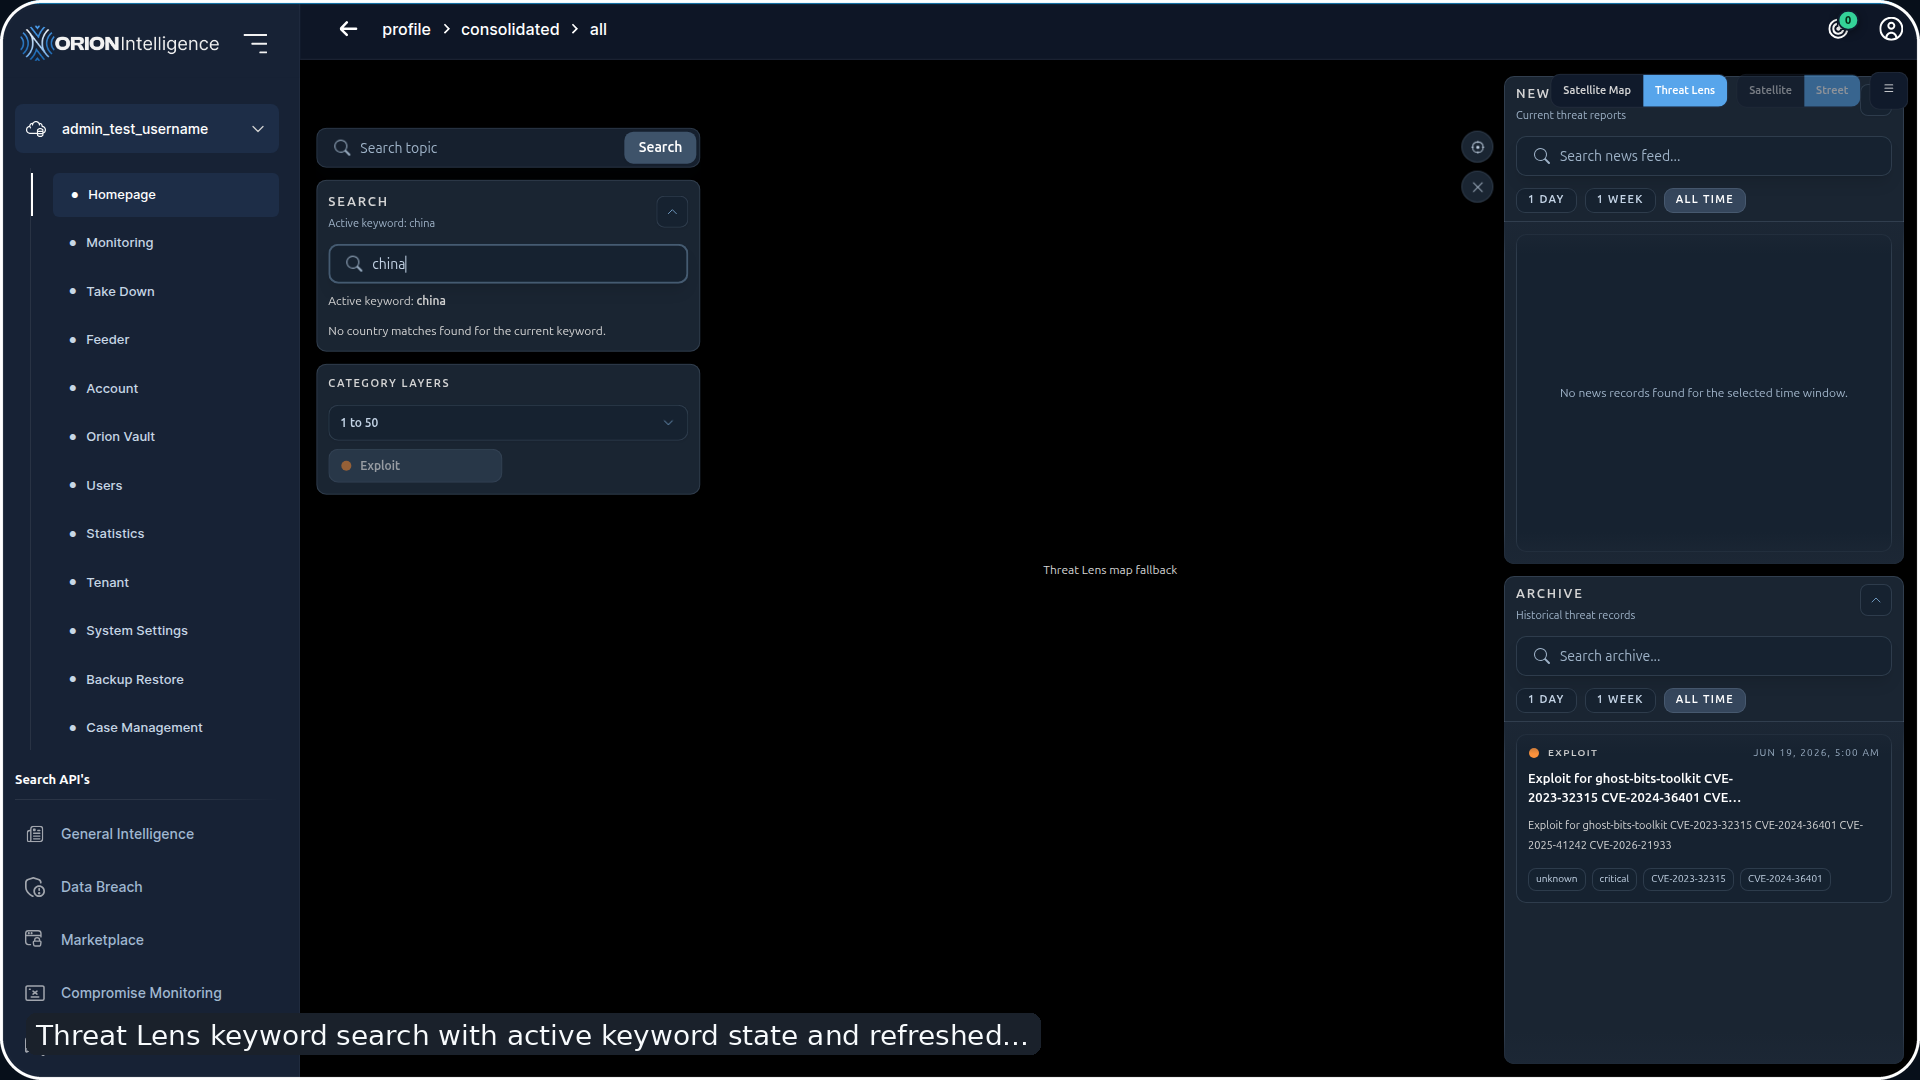 ORIONIntelligence
admin_test_username
Homepage
Monitoring
Take Down
Feeder
Account
Orion Vault
Users
Statistics
Tenant
System Settings
Backup Restore
Case Management
Search API's
General Intelligence
Data Breach
Marketplace
Compromise Monitoring
profile > consolidated > all
0
Search topic
Search
SEARCH
Active keyword: china
china
Active keyword: china
No country matches found for the current keyword.
CATEGORY LAYERS
1 to 50
Exploit
Threat Lens map fallback
Satellite Map
Threat Lens
Satellite
Street
NEW
Current threat reports
Search news feed...
1 DAY
1 WEEK
ALL TIME
No news records found for the selected time window.
ARCHIVE
Historical threat records
Search archive...
1 DAY
1 WEEK
ALL TIME
EXPLOIT
JUN 19, 2026, 5:00 AM
Exploit for ghost-bits-toolkit CVE-
2023-32315 CVE-2024-36401 CVE...
Exploit for ghost-bits-toolkit CVE-2023-32315 CVE-2024-36401 CVE-
2025-41242 CVE-2026-21933
unknown
critical
CVE-2023-32315
CVE-2024-36401
Threat Lens keyword search with active keyword state and refreshed...